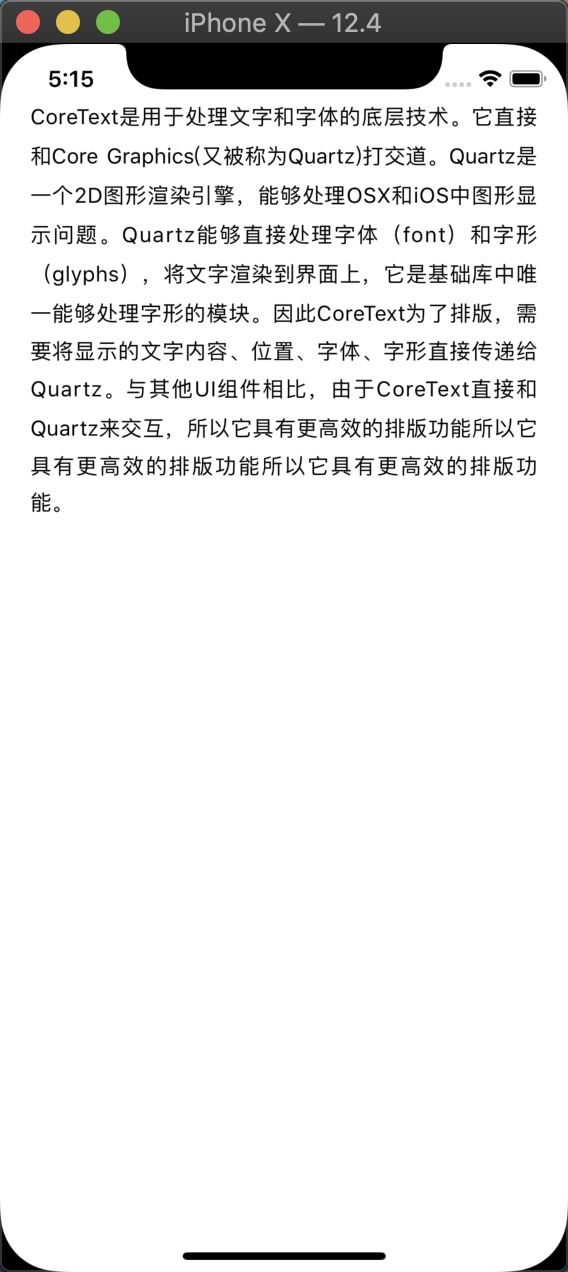 iPhone X — 12.4
5:15
CoreText是用于处理文字和字体的底层技术。它直接
和Core Graphics(又被称为Quartz)打交道。Quartz是
一个2D图形渲染引擎，能够处理OSX和iOS中图形显
示问题。Quartz能够直接处理字体（font）和字形
（glyphs），将文字渲染到界面上，它是基础库中唯
一能够处理字形的模块。因此CoreText为了排版，需
要将显示的文字内容、位置、字体、字形直接传递给
Quartz。与其他UI组件相比，由于CoreText直接和
Quartz来交互，所以它具有更高效的排版功能所以它
具有更高效的排版功能所以它具有更高效的排版功
能。